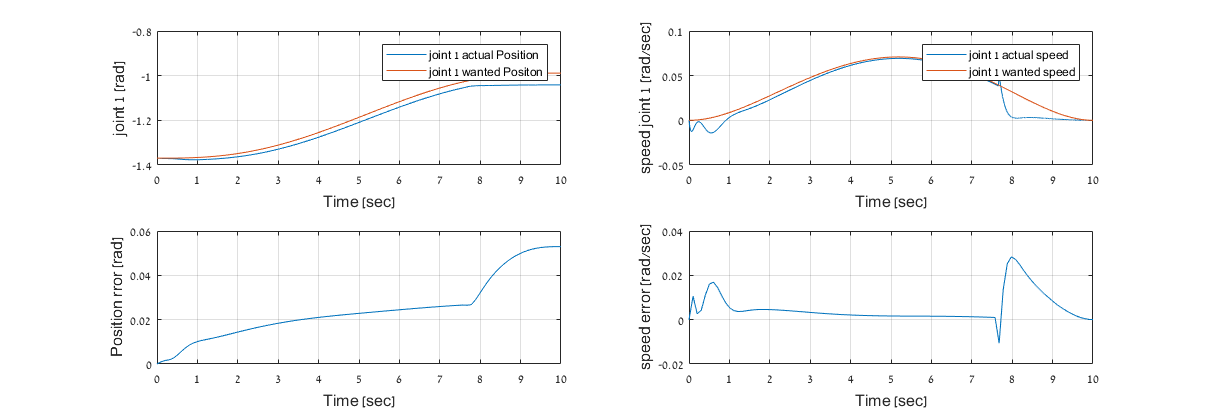 -0.8
-1
-1.2
-1.4
joint 1 [rad]
joint 1 actual Position
joint 1 wanted Positon
0 1 2 3 4 5 6 7 8 9 10
Time [sec]
0.1
0.05
0
-0.05
speed joint 1 [rad/sec]
joint 1 actual speed
joint 1 wanted speed
0 1 2 3 4 5 6 7 8 9 10
Time [sec]
0.06
0.04
0.02
0
Position rror [rad]
0 1 2 3 4 5 6 7 8 9 10
Time [sec]
0.04
0.02
0
-0.02
speed error [rad/sec]
0 1 2 3 4 5 6 7 8 9 10
Time [sec]